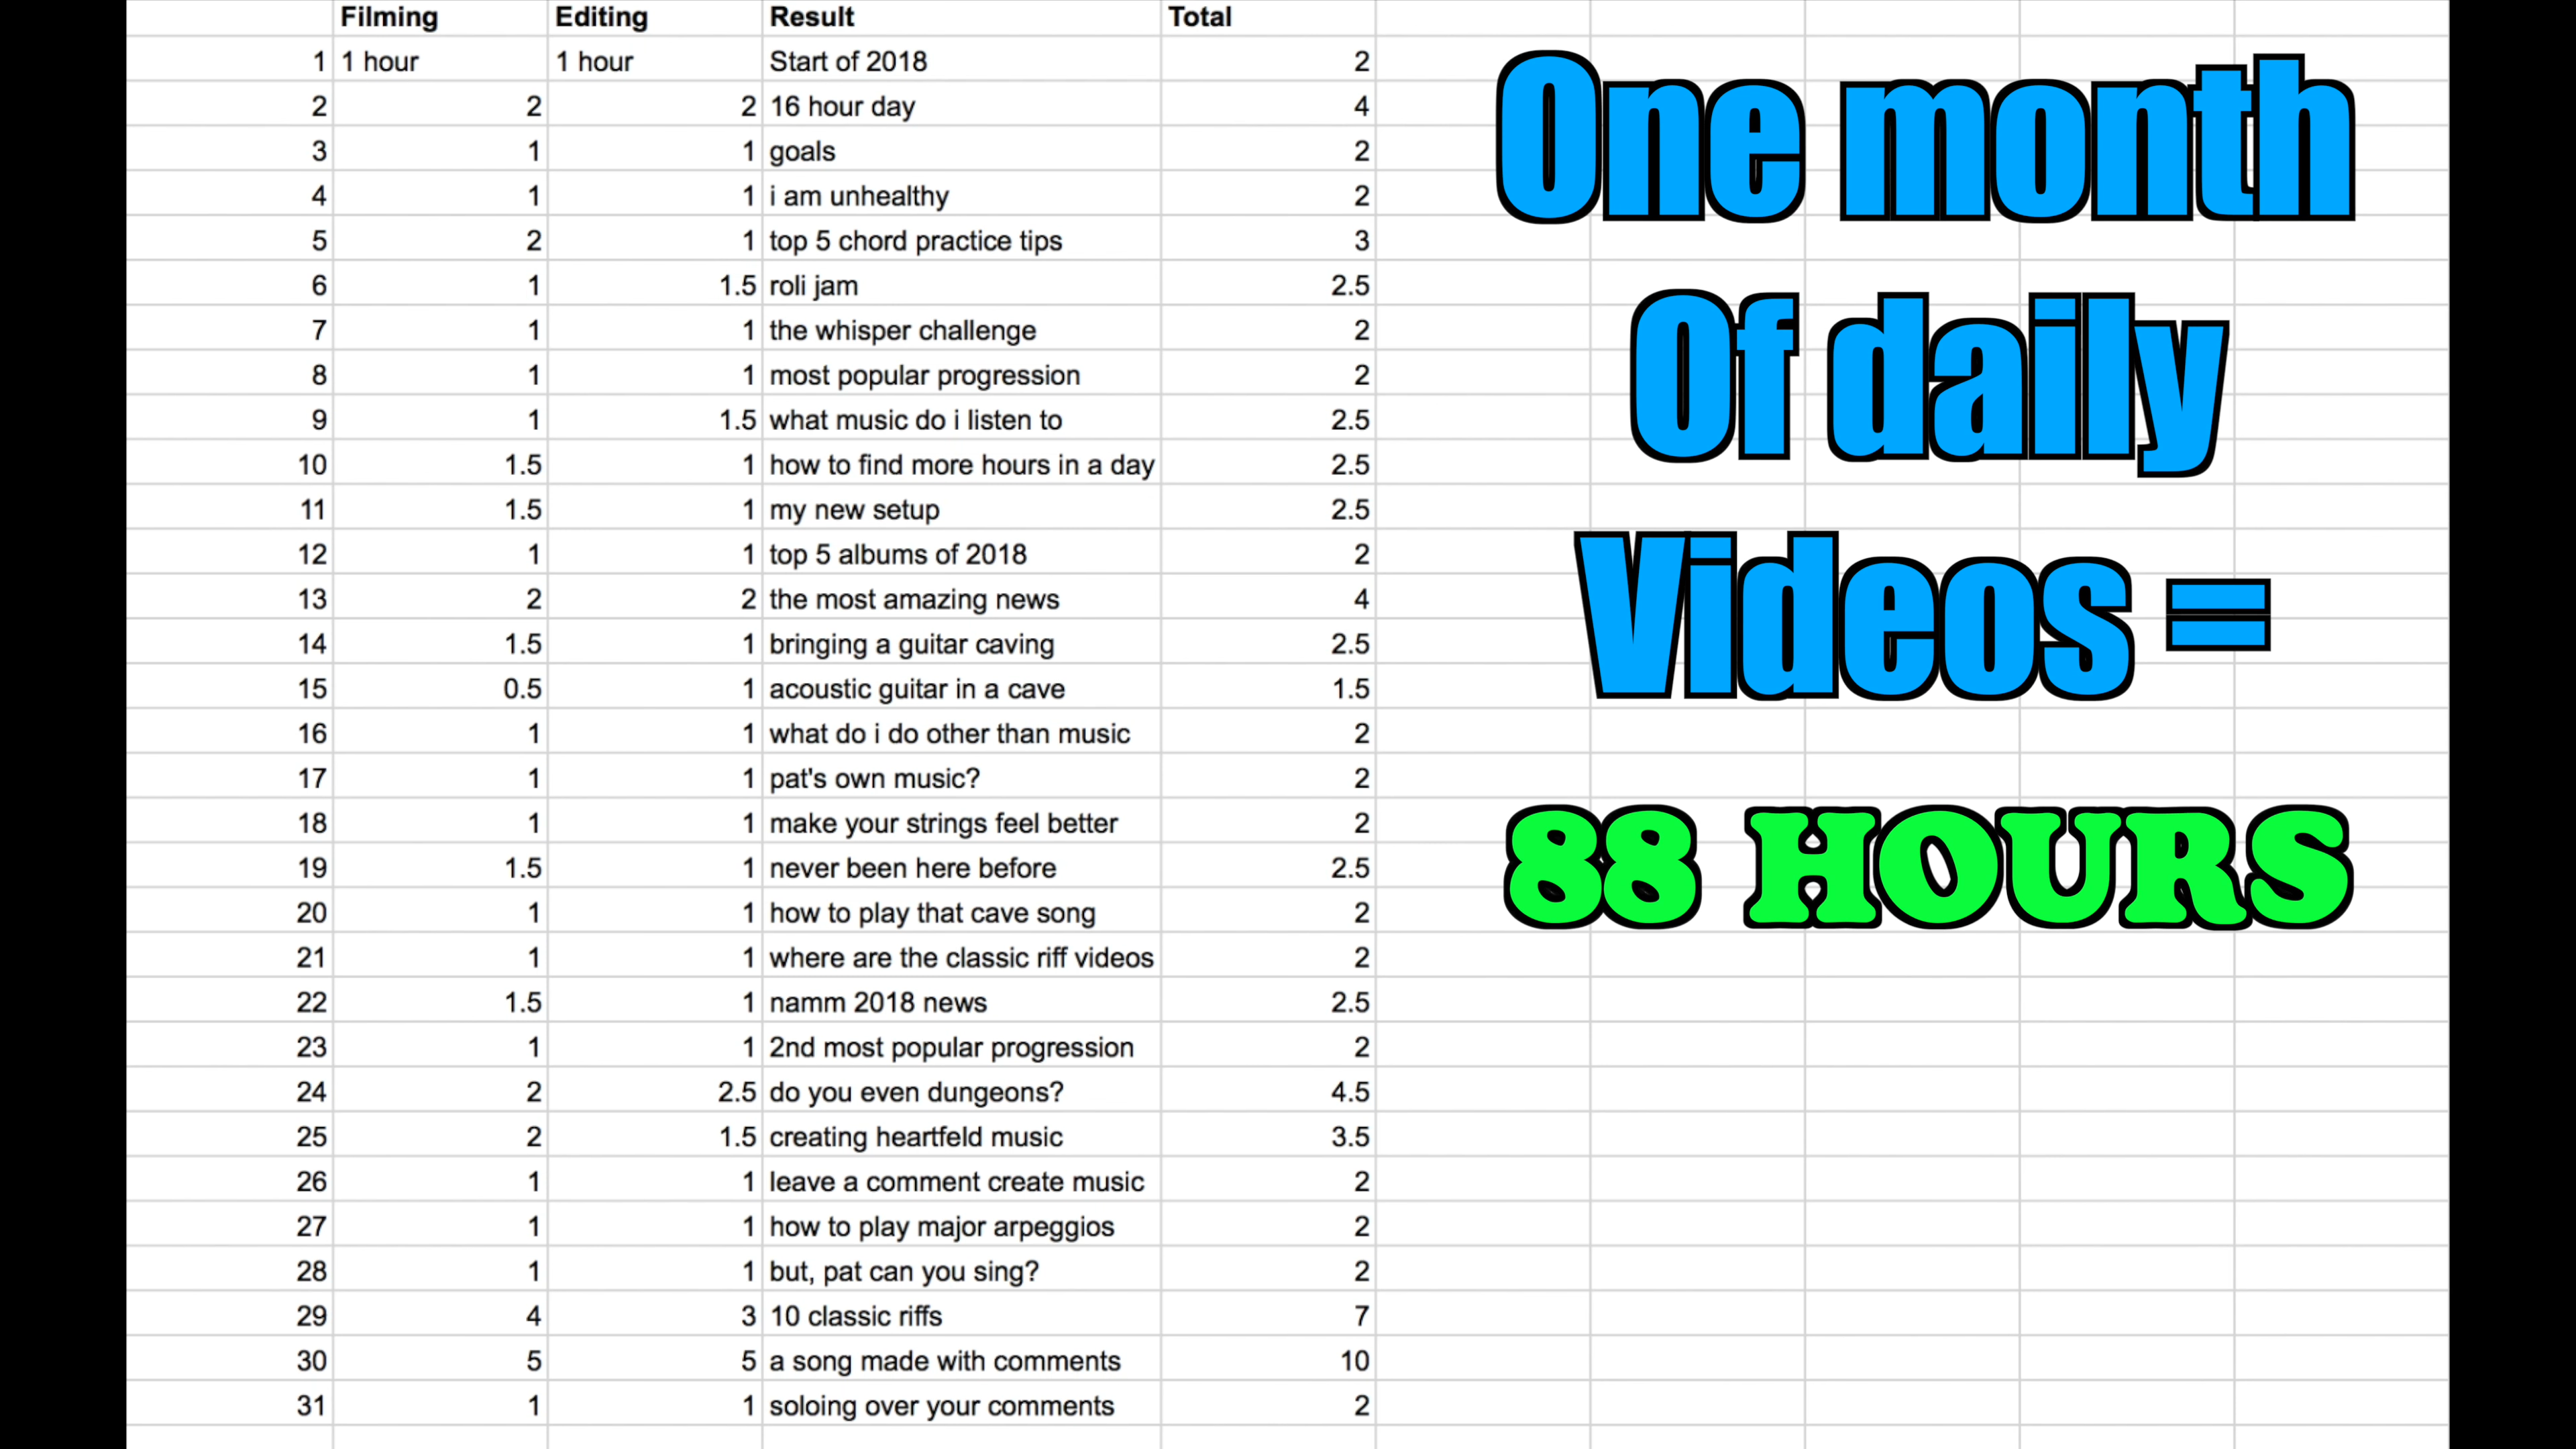 Filming Editing Result Total
1 1 hour 1 hour Start of 2018 2
2 2 2 16 hour day 4
3 1 1 goals 2
4 1 1 i am unhealthy 2
5 2 1 top 5 chord practice tips 3
6 1 1.5 roli jam 2.5
7 1 1 the whisper challenge 2
8 1 1 most popular progression 2
9 1 1.5 what music do i listen to 2.5
10 1.5 1 how to find more hours in a day 2.5
11 1.5 1 my new setup 2.5
12 1 1 top 5 albums of 2018 2
13 2 2 the most amazing news 4
14 1.5 1 bringing a guitar caving 2.5
15 0.5 1 acoustic guitar in a cave 1.5
16 1 1 what do i do other than music 2
17 1 1 pat's own music? 2
18 1 1 make your strings feel better 2
19 1.5 1 never been here before 2.5
20 1 1 how to play that cave song 2
21 1 1 where are the classic riff videos 2
22 1.5 1 namm 2018 news 2.5
23 1 1 2nd most popular progression 2
24 2 2.5 do you even dungeons? 4.5
25 2 1.5 creating heartfeld music 3.5
26 1 1 leave a comment create music 2
27 1 1 how to play major arpeggios 2
28 1 1 but, pat can you sing? 2
29 4 3 10 classic riffs 7
30 5 5 a song made with comments 10
31 1 1 soloing over your comments 2
One month
Of daily
Videos =
88 HOURS